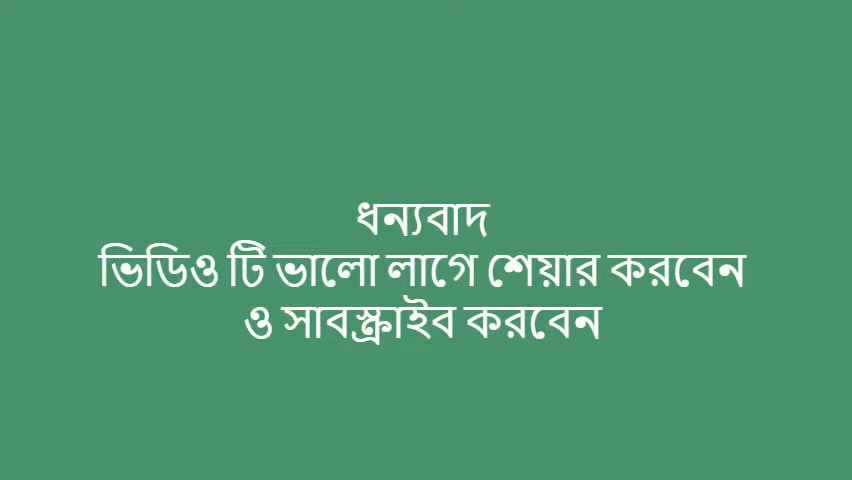 ধন্যবাদ
ভিডিও টি ভালো লাগে শেয়ার করবেন
ও সাবস্ক্রাইব করবেন